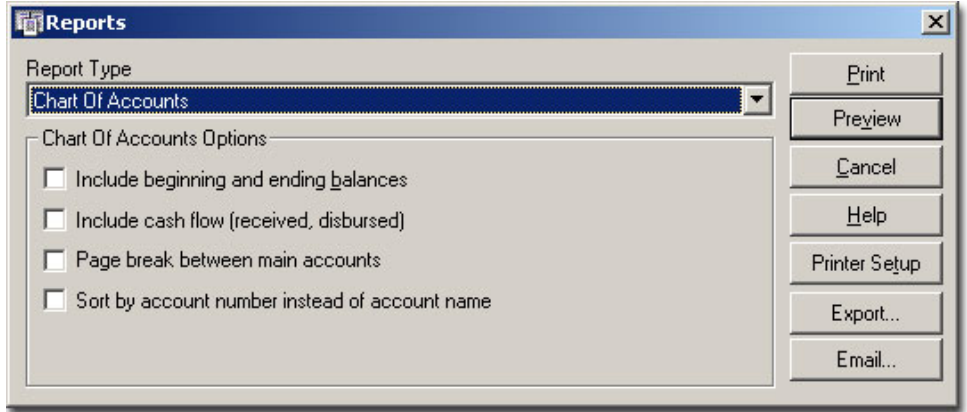 Reports
Report Type
Chart Of Accounts
Chart Of Accounts Options
Include beginning and ending balances
Include cash flow (received, disbursed)
Page break between main accounts
Sort by account number instead of account name
Print
Preview
Cancel
Help
Printer Setup
Export...
Email...